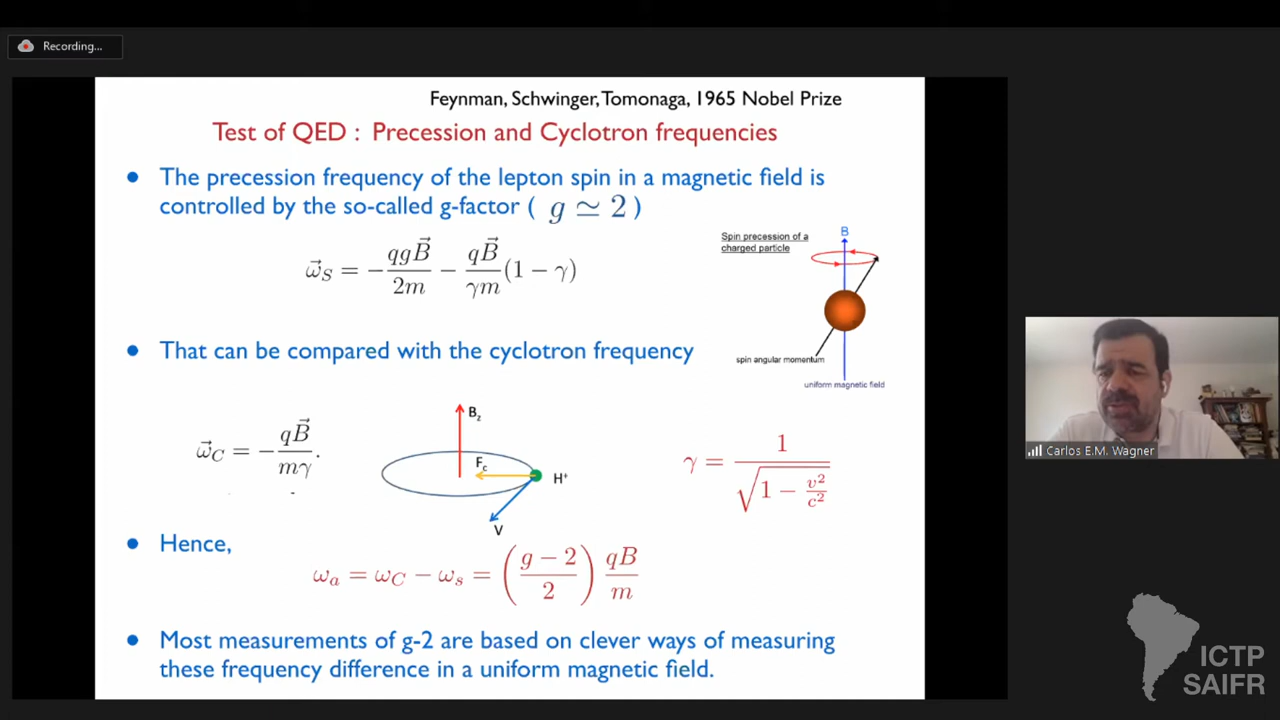 Recording...
Feynman, Schwinger, Tomonaga, 1965 Nobel Prize
Test of QED : Precession and Cyclotron frequencies
• The precession frequency of the lepton spin in a magnetic field is
controlled by the so-called g-factor ( g ≃ 2 )
Spin precession of a
charged particle
B
ω⃗_S = −qgB⃗/2m − qB⃗/γm (1 − γ)
spin angular momentum
uniform magnetic field
• That can be compared with the cyclotron frequency
ω⃗_C = −qB⃗/mγ.
B_z
F_c
H⁺
V
γ = 1/√(1 − v²/c²)
• Hence,
ω_a = ω_C − ω_s = ((g − 2)/2) qB/m
• Most measurements of g-2 are based on clever ways of measuring
these frequency difference in a uniform magnetic field.
Carlos E.M. Wagner
ICTP
SAIFR